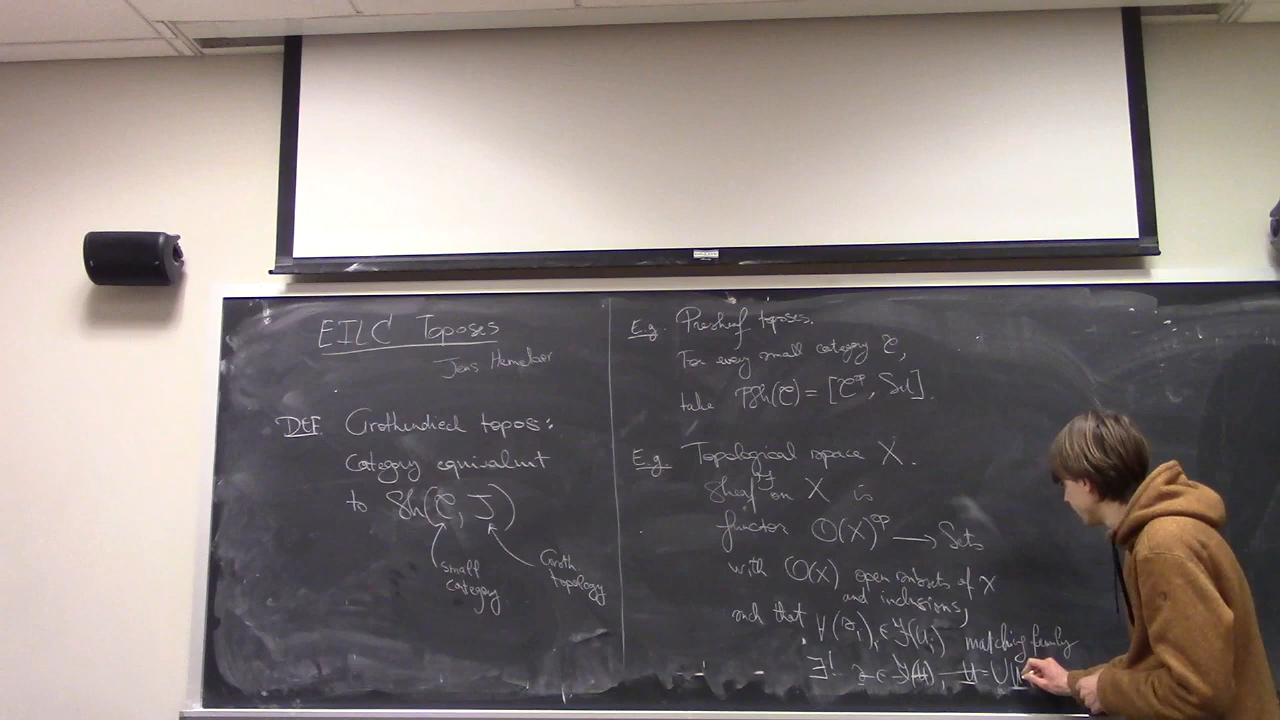 EILC Toposes
Jens Hemelaer
DEF Grothendieck topos:
category equivalent
to Sh(C, J)
small
category
Groth.
topology
E.g. Presheaf toposes.
For every small category C,
take PSh(C) = [C^op, Set].
E.g. Topological space X.
Sheaf F on X is
functor O(X)^op → Sets
with O(X) open subsets of X
and inclusions,
such that ∀ (s_i)_i ∈ F(U_i) matching family
∃! s ∈ F(U), U = ∪